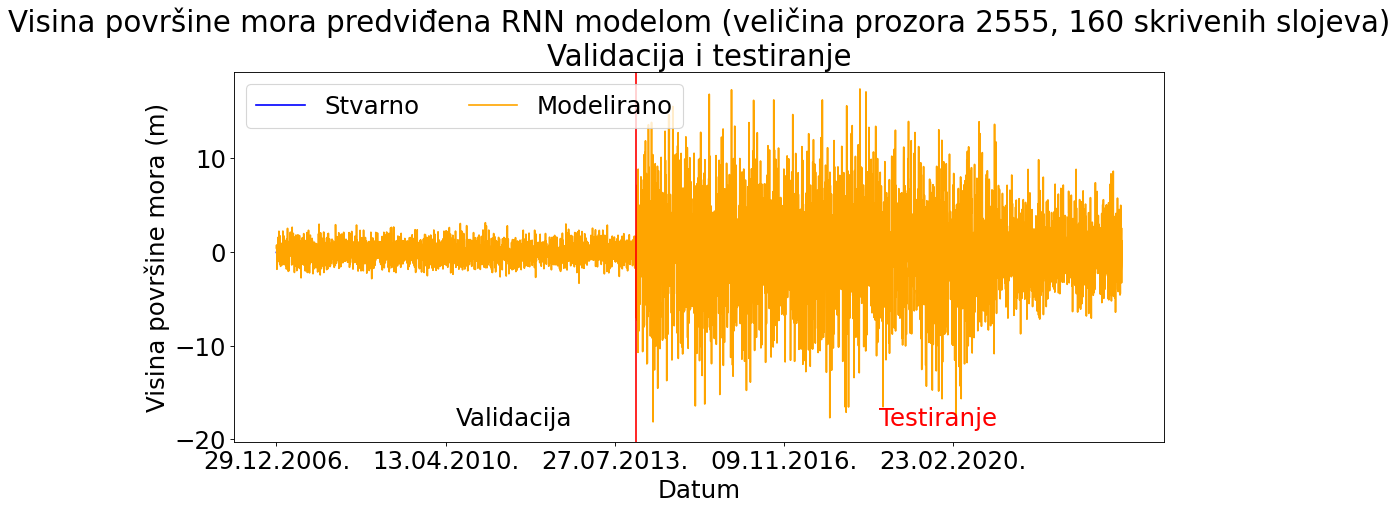 Visina površine mora predviđena RNN modelom (veličina prozora 2555, 160 skrivenih slojeva)
Validacija i testiranje
Stvarno
Modelirano
Visina površine mora (m)
10
0
−10
−20
Validacija
Testiranje
29.12.2006.
13.04.2010.
27.07.2013.
09.11.2016.
23.02.2020.
Datum